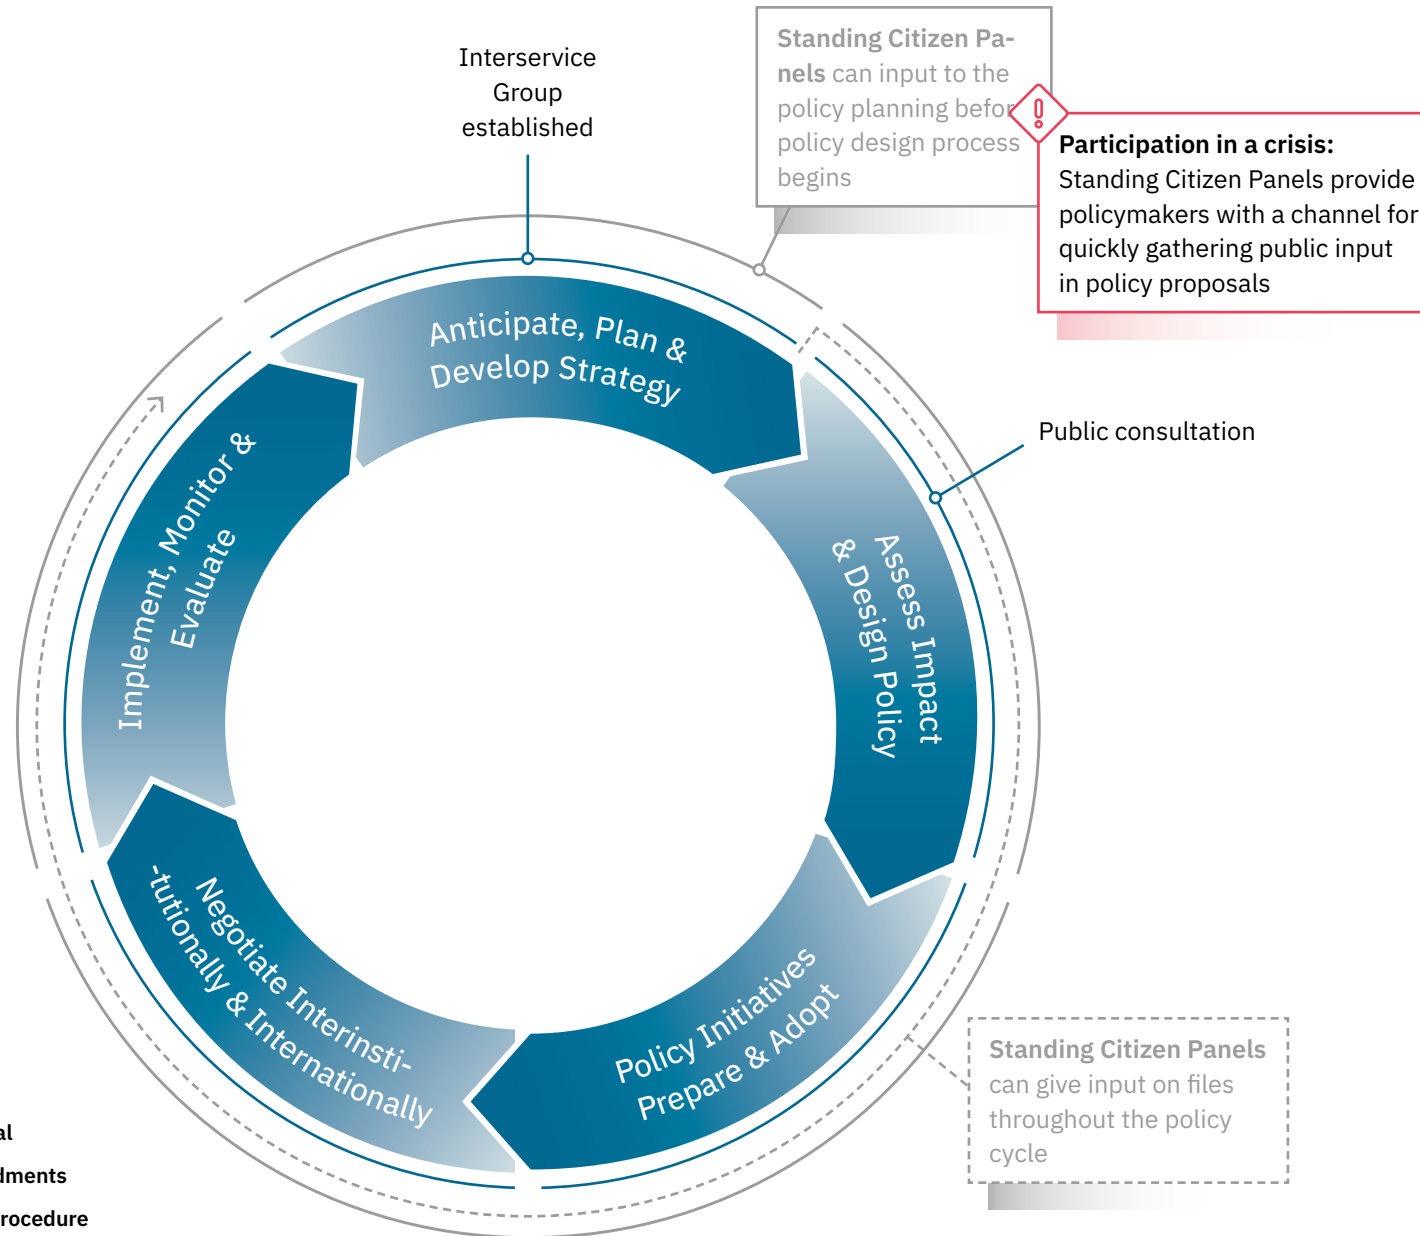 Interservice
Group
established
Standing Citizen Pa-
nels can input to the
policy planning befor
policy design process
begins
Participation in a crisis:
Standing Citizen Panels provide
policymakers with a channel for
quickly gathering public input
in policy proposals
Anticipate, Plan &
Develop Strategy
Public consultation
Assess Impact
& Design Policy
Policy Initiatives
Prepare & Adopt
Negotiate Interinsti-
-tutionally & Internationally
Implement, Monitor &
Evaluate
Standing Citizen Panels
can give input on files
throughout the policy
cycle
al
dments
rocedure